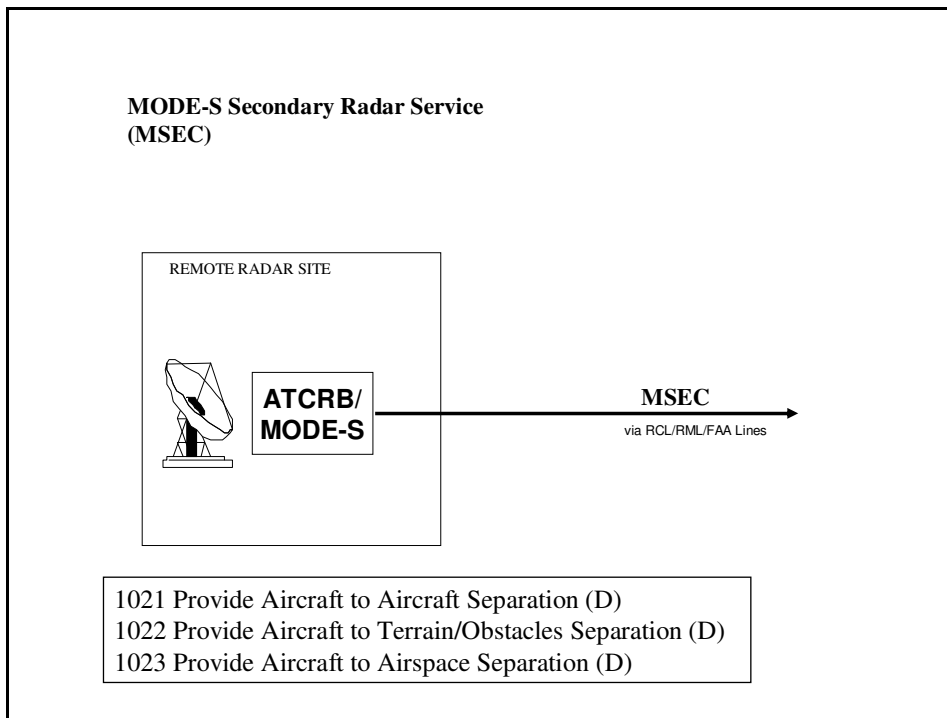 MODE-S Secondary Radar Service
(MSEC)
REMOTE RADAR SITE
ATCRB/
MODE-S
MSEC
via RCL/RML/FAA Lines
1021 Provide Aircraft to Aircraft Separation (D)
1022 Provide Aircraft to Terrain/Obstacles Separation (D)
1023 Provide Aircraft to Airspace Separation (D)